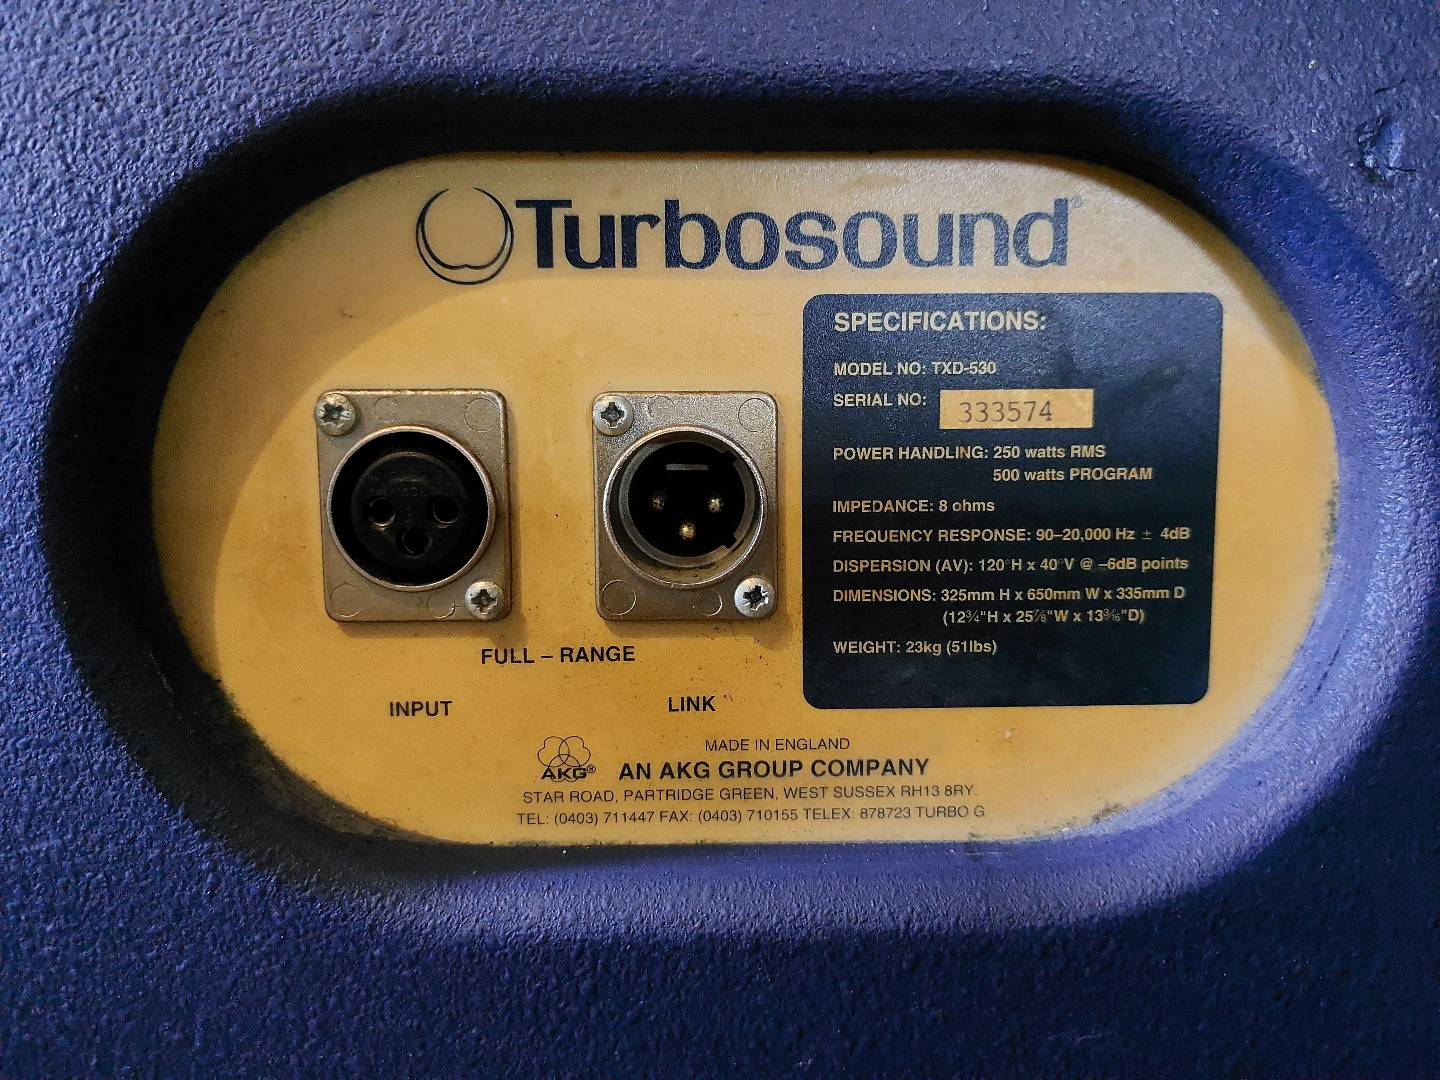 Turbosound®
SPECIFICATIONS:
MODEL NO: TXD-530
SERIAL NO: 333574
POWER HANDLING: 250 watts RMS
500 watts PROGRAM
IMPEDANCE: 8 ohms
FREQUENCY RESPONSE: 90–20,000 Hz ± 4dB
DISPERSION (AV): 120°H x 40°V @ –6dB points
DIMENSIONS: 325mm H x 650mm W x 335mm D
(12¾"H x 25⅞"W x 13³⁄₁₆"D)
WEIGHT: 23kg (51lbs)
FULL – RANGE
INPUT LINK
MADE IN ENGLAND
AKG® AN AKG GROUP COMPANY
STAR ROAD, PARTRIDGE GREEN, WEST SUSSEX RH13 8RY.
TEL: (0403) 711447 FAX: (0403) 710155 TELEX: 878723 TURBO G